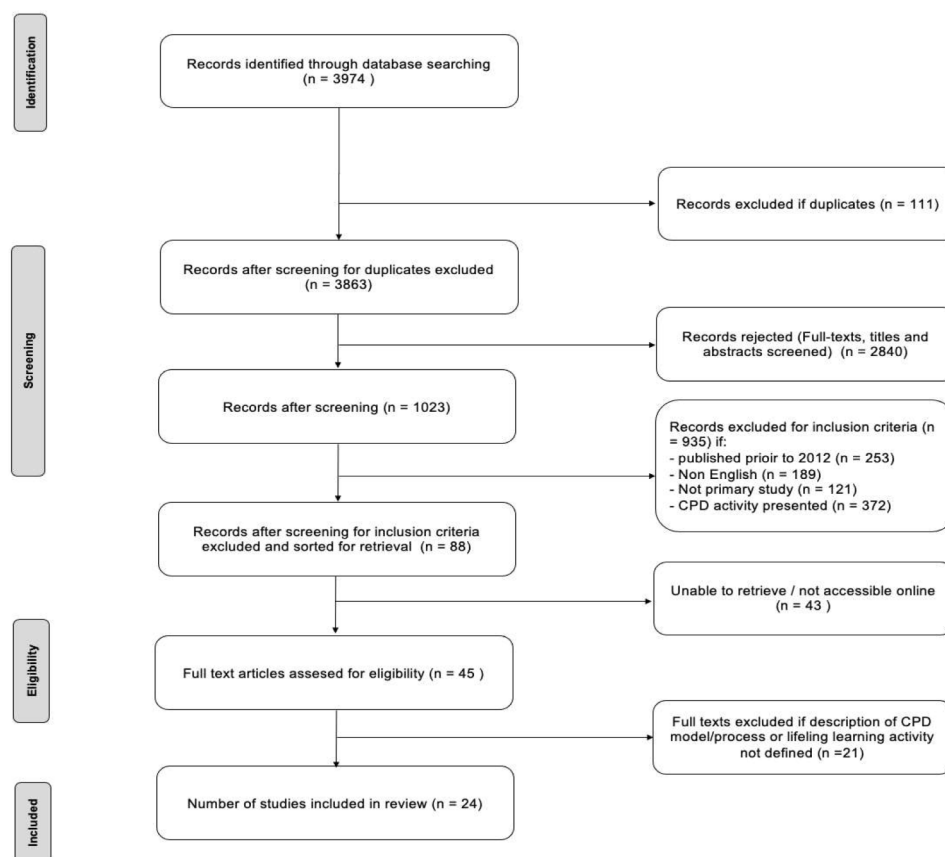 Identification
Records identified through database searching
(n = 3974 )
Records excluded if duplicates (n = 111)
Screening
Records after screening for duplicates excluded
(n = 3863)
Records rejected (Full-texts, titles and
abstracts screened) (n = 2840)
Records after screening (n = 1023)
Records excluded for inclusion criteria (n
= 935) if:
- published prioir to 2012 (n = 253)
- Non English (n = 189)
- Not primary study (n = 121)
- CPD activity presented (n = 372)
Records after screening for inclusion criteria
excluded and sorted for retrieval (n = 88)
Unable to retrieve / not accessible online
(n = 43 )
Eligibility
Full text articles assesed for eligibility (n = 45 )
Full texts excluded if description of CPD
model/process or lifeling learning activity
not defined (n =21)
Included
Number of studies included in review (n = 24)